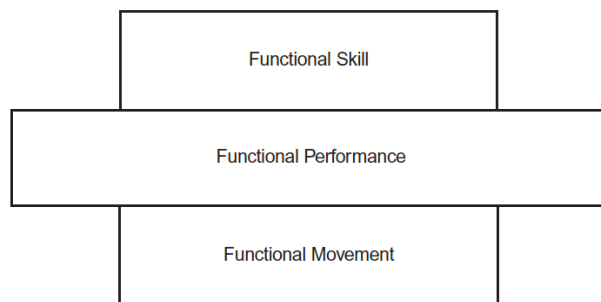 Functional Skill
Functional Performance
Functional Movement